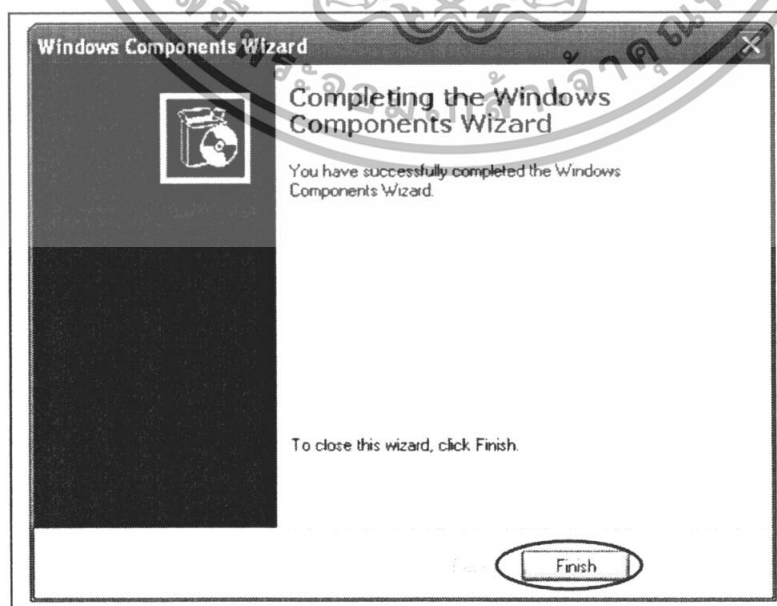 Windows Components Wizard
Completing the Windows
Components Wizard
You have successfully completed the Windows
Components Wizard.
To close this wizard, click Finish.
Finish